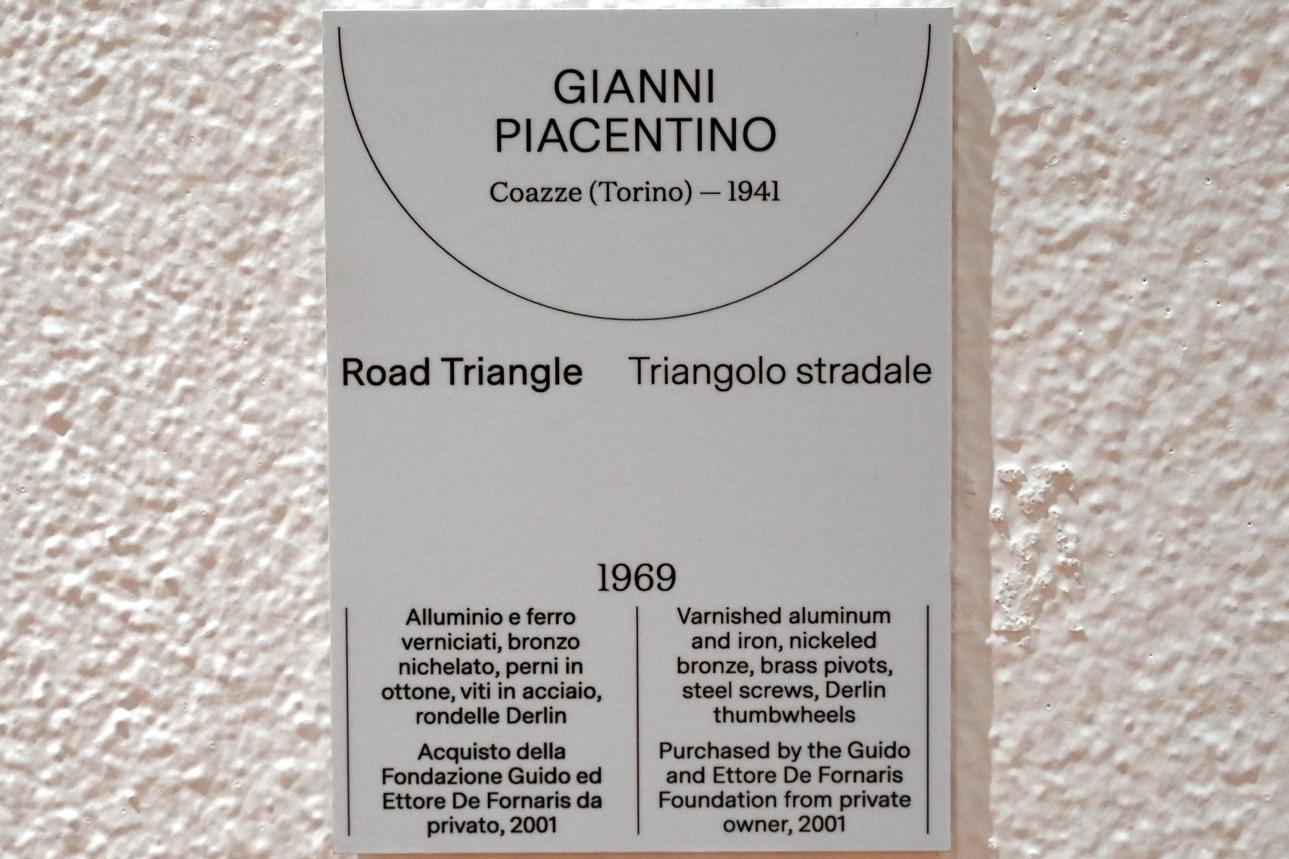 GIANNI
PIACENTINO
Coazze (Torino) — 1941
Road Triangle
Triangolo stradale
1969
Alluminio e ferro
verniciati, bronzo
nichelato, perni in
ottone, viti in acciaio,
rondelle Derlin
Acquisto della
Fondazione Guido ed
Ettore De Fornaris da
privato, 2001
Varnished aluminum
and iron, nickeled
bronze, brass pivots,
steel screws, Derlin
thumbwheels
Purchased by the Guido
and Ettore De Fornaris
Foundation from private
owner, 2001